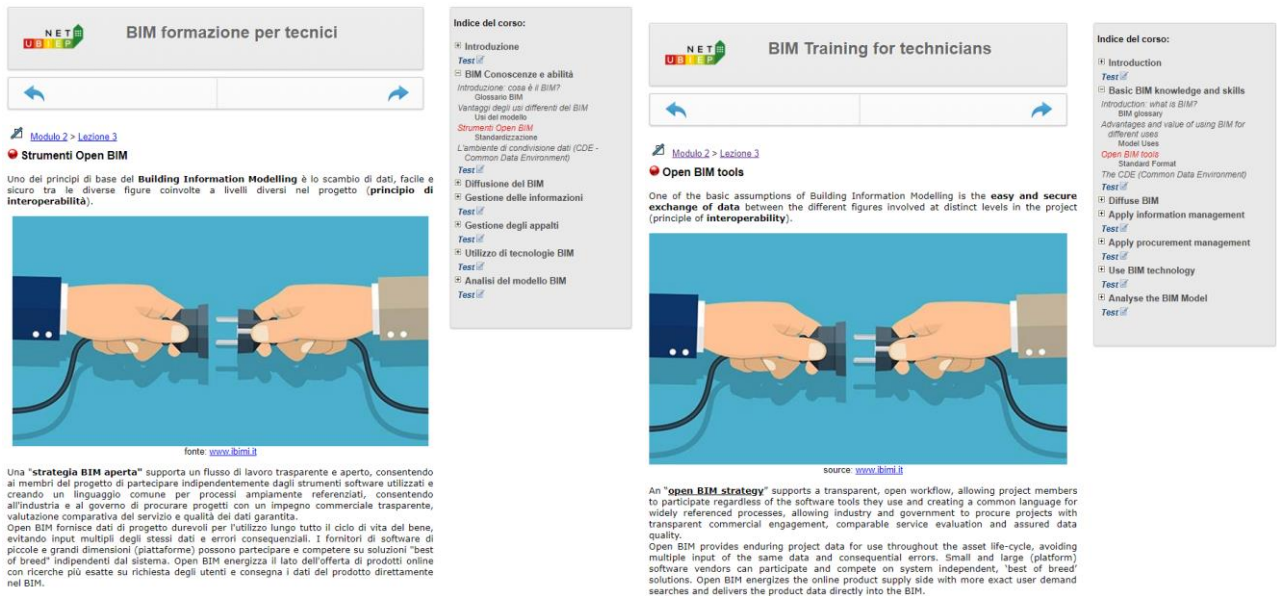 NET
UBIEP
BIM formazione per tecnici
Modulo 2 > Lezione 3
Strumenti Open BIM
Uno dei principi di base del Building Information Modelling è lo scambio di dati, facile e
sicuro tra le diverse figure coinvolte a livelli diversi nel progetto (principio di
interoperabilità).
fonte: www.ibimi.it
Una "strategia BIM aperta" supporta un flusso di lavoro trasparente e aperto, consentendo
ai membri del progetto di partecipare indipendentemente dagli strumenti software utilizzati e
creando un linguaggio comune per processi ampiamente referenziati, consentendo
all'industria e al governo di procurare progetti con un impegno commerciale trasparente,
valutazione comparativa del servizio e qualità dei dati garantita.
Open BIM fornisce dati di progetto durevoli per l'utilizzo lungo tutto il ciclo di vita del bene,
evitando input multipli degli stessi dati e errori consequenziali. I fornitori di software di
piccole e grandi dimensioni (piattaforme) possono partecipare e competere su soluzioni "best
of breed" indipendenti dal sistema. Open BIM energizza il lato dell'offerta di prodotti online
con ricerche più esatte su richiesta degli utenti e consegna i dati del prodotto direttamente
nel BIM.
Indice del corso:
Introduzione
Test
BIM Conoscenze e abilità
Introduzione: cosa è il BIM?
Glossario BIM
Vantaggi degli usi differenti del BIM
Usi del modello
Strumenti Open BIM
Standardizzazione
L'ambiente di condivisione dati (CDE -
Common Data Environment)
Test
Diffusione del BIM
Gestione delle informazioni
Test
Gestione degli appalti
Test
Utilizzo di tecnologie BIM
Test
Analisi del modello BIM
Test
NET
UBIEP
BIM Training for technicians
Modulo 2 > Lezione 3
Open BIM tools
One of the basic assumptions of Building Information Modelling is the easy and secure
exchange of data between the different figures involved at distinct levels in the project
(principle of interoperability).
source: www.ibimi.it
An "open BIM strategy" supports a transparent, open workflow, allowing project members
to participate regardless of the software tools they use and creating a common language for
widely referenced processes, allowing industry and government to procure projects with
transparent commercial engagement, comparable service evaluation and assured data
quality.
Open BIM provides enduring project data for use throughout the asset life-cycle, avoiding
multiple input of the same data and consequential errors. Small and large (platform)
software vendors can participate and compete on system independent, 'best of breed'
solutions. Open BIM energizes the online product supply side with more exact user demand
searches and delivers the product data directly into the BIM.
Indice del corso:
Introduction
Test
Basic BIM knowledge and skills
Introduction: what is BIM?
BIM glossary
Advantages and value of using BIM for
different uses
Model Uses
Open BIM tools
Standard Format
The CDE (Common Data Environment)
Test
Diffuse BIM
Apply information management
Test
Apply procurement management
Test
Use BIM technology
Test
Analyse the BIM Model
Test